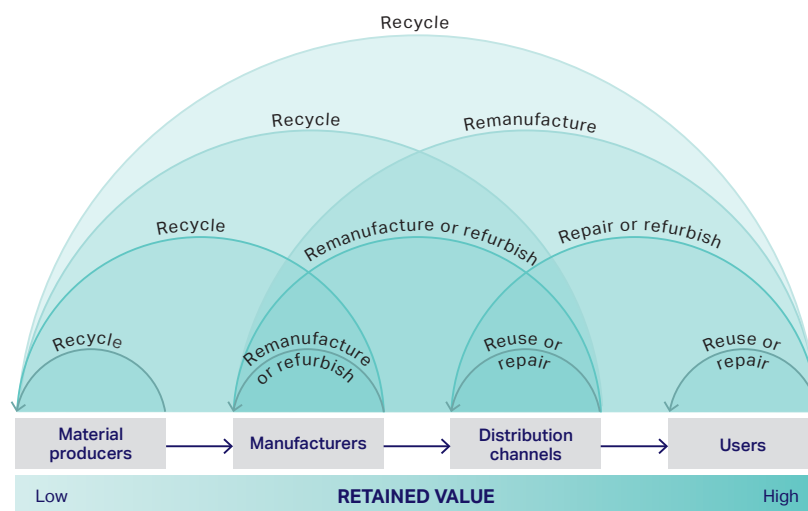 Recycle
Recycle
Remanufacture
Recycle
Remanufacture or refurbish
Repair or refurbish
Recycle
Remanufacture
or refurbish
Reuse or
repair
Reuse or
repair
Material
producers
Manufacturers
Distribution
channels
Users
Low
RETAINED VALUE
High